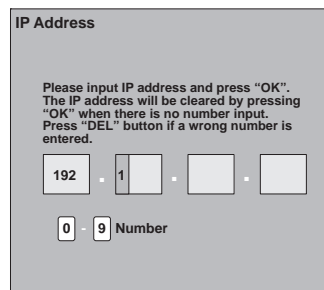 IP Address
Please input IP address and press “OK”.
The IP address will be cleared by pressing
“OK” when there is no number input.
Press “DEL” button if a wrong number is
entered.
192 . 1 . .
0 - 9 Number